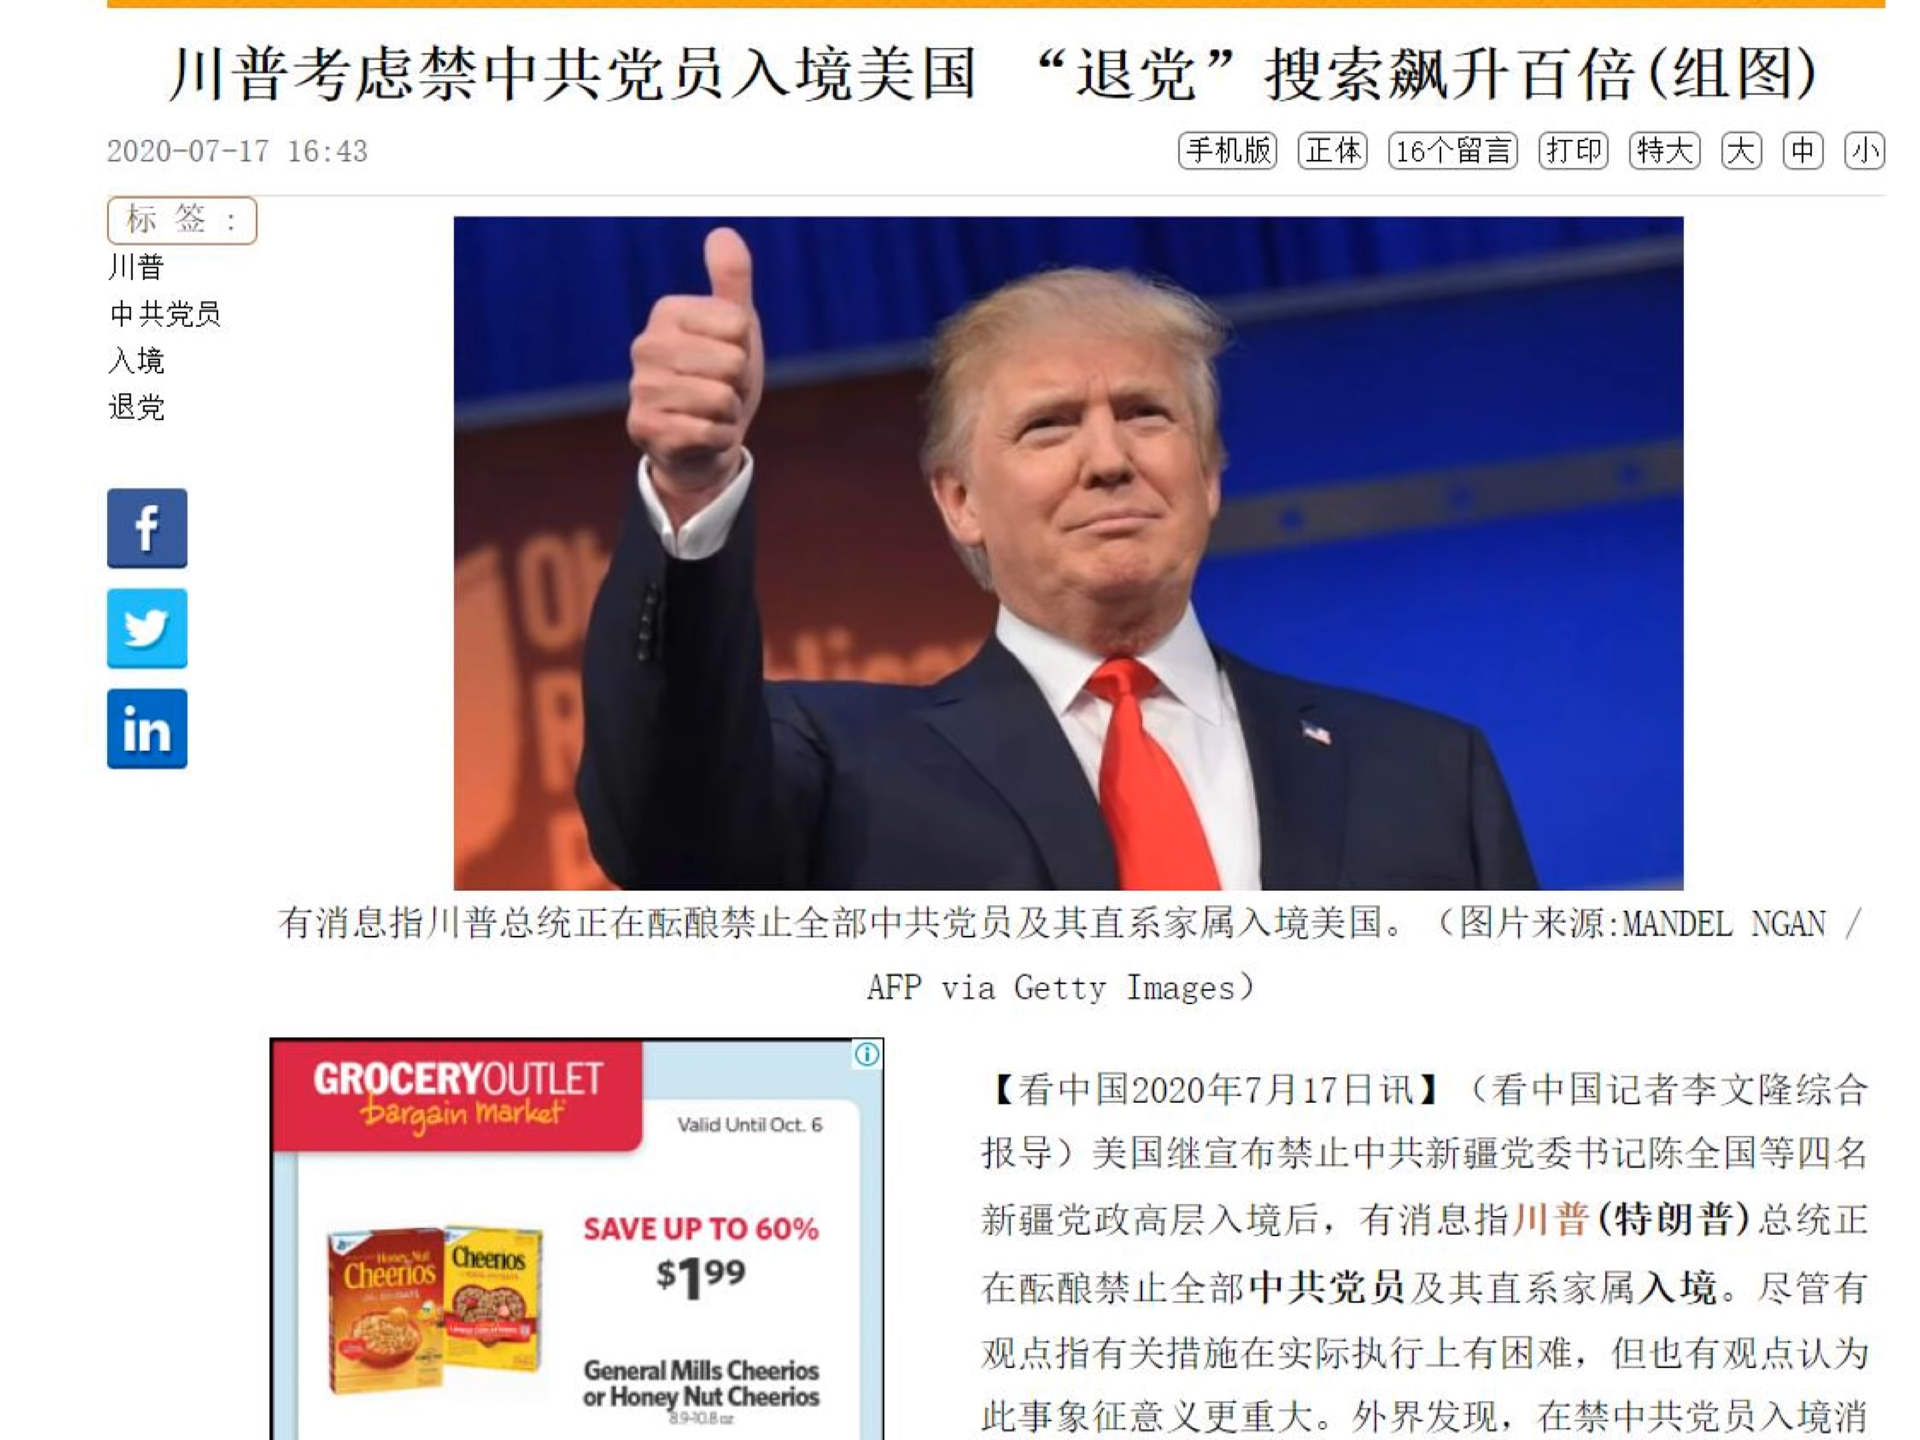 川普考虑禁中共党员入境美国 “退党”搜索飙升百倍(组图)
2020-07-17 16:43
手机版 正体 16个留言 打印 特大 大 中 小
标 签 :
川普
中共党员
入境
退党
f
in
有消息指川普总统正在酝酿禁止全部中共党员及其直系家属入境美国。（图片来源:MANDEL NGAN /
AFP via Getty Images）
GROCERYOUTLET
bargain market
Valid Until Oct. 6
SAVE UP TO 60%
$1.99
Honey Nut
Cheerios
Cheerios
General Mills Cheerios
or Honey Nut Cheerios
8.9-10.8 oz
【看中国2020年7月17日讯】（看中国记者李文隆综合
报导）美国继宣布禁止中共新疆党委书记陈全国等四名
新疆党政高层入境后，有消息指川普(特朗普)总统正
在酝酿禁止全部中共党员及其直系家属入境。尽管有
观点指有关措施在实际执行上有困难，但也有观点认为
此事象征意义更重大。外界发现，在禁中共党员入境消